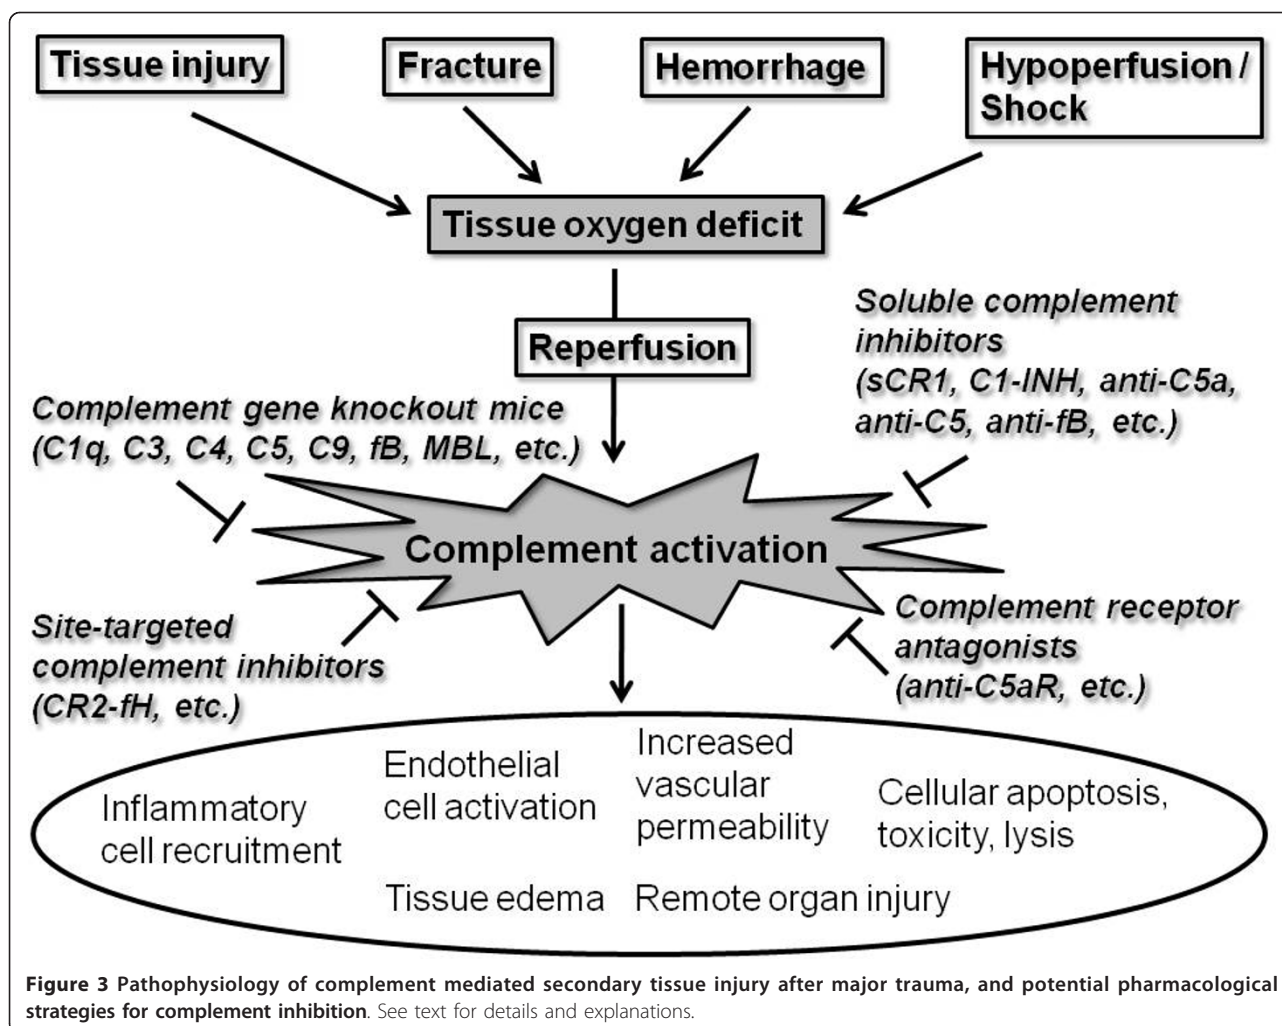 Tissue injury
Fracture
Hemorrhage
Hypoperfusion /
Shock
Tissue oxygen deficit
Reperfusion
Soluble complement
inhibitors
(sCR1, C1-INH, anti-C5a,
anti-C5, anti-fB, etc.)
Complement gene knockout mice
(C1q, C3, C4, C5, C9, fB, MBL, etc.)
Complement activation
Site-targeted
complement inhibitors
(CR2-fH, etc.)
Complement receptor
antagonists
(anti-C5aR, etc.)
Inflammatory
cell recruitment
Endothelial
cell activation
Increased
vascular
permeability
Cellular apoptosis,
toxicity, lysis
Tissue edema
Remote organ injury
Figure 3 Pathophysiology of complement mediated secondary tissue injury after major trauma, and potential pharmacological
strategies for complement inhibition. See text for details and explanations.